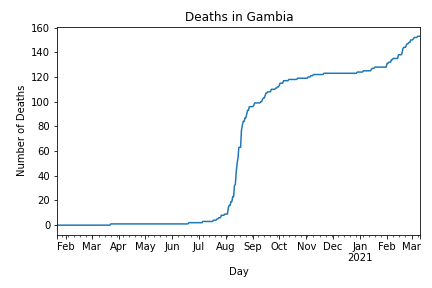 Deaths in Gambia
160
140
120
100
80
60
40
20
0
Number of Deaths
Feb Mar Apr May Jun Jul Aug Sep Oct Nov Dec Jan Feb Mar
2021
Day